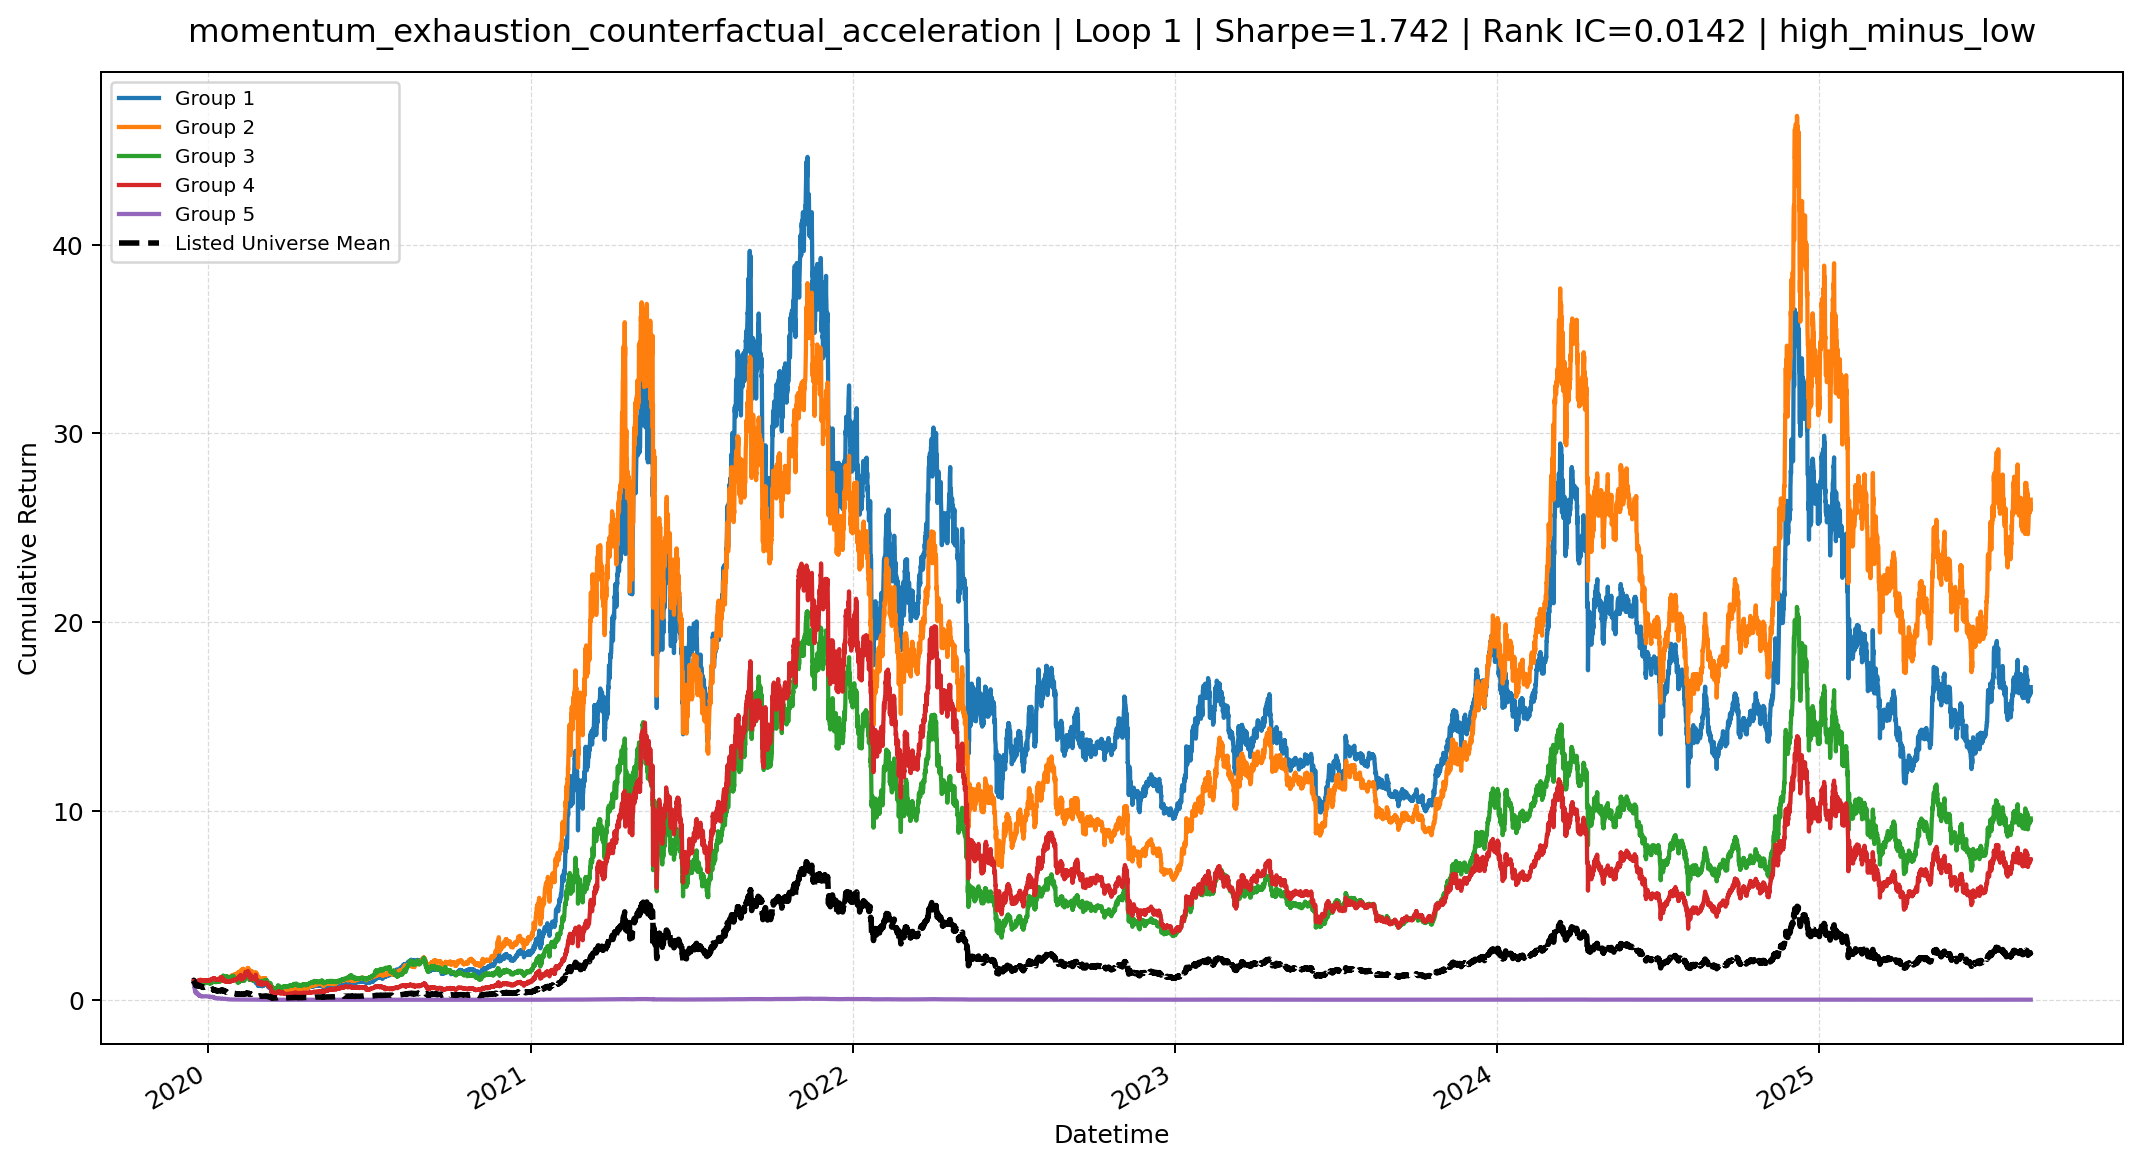 momentum_exhaustion_counterfactual_acceleration | Loop 1 | Sharpe=1.742 | Rank IC=0.0142 | high_minus_low
Group 1
Group 2
Group 3
Group 4
Group 5
Listed Universe Mean
Cumulative Return
40
30
20
10
0
2020
2021
2022
2023
2024
2025
Datetime